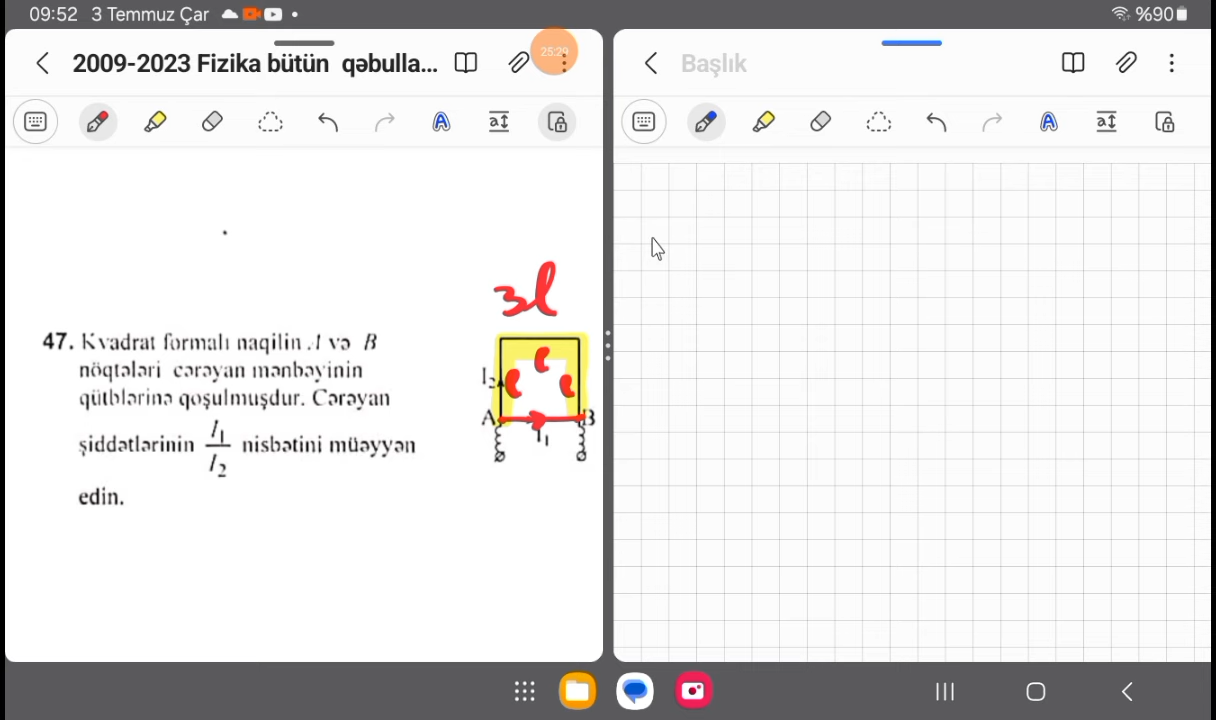 09:52 3 Temmuz Çar
%90
25:29
2009-2023 Fizika bütün qəbulla...
Başlık
3l
47. Kvadrat formalı naqilin A və B
nöqtələri cərəyan mənbəyinin
qütblərinə qoşulmuşdur. Cərəyan
şiddətlərinin I₁/I₂ nisbətini müəyyən
edin.
l l l
I₂
A B
I₁